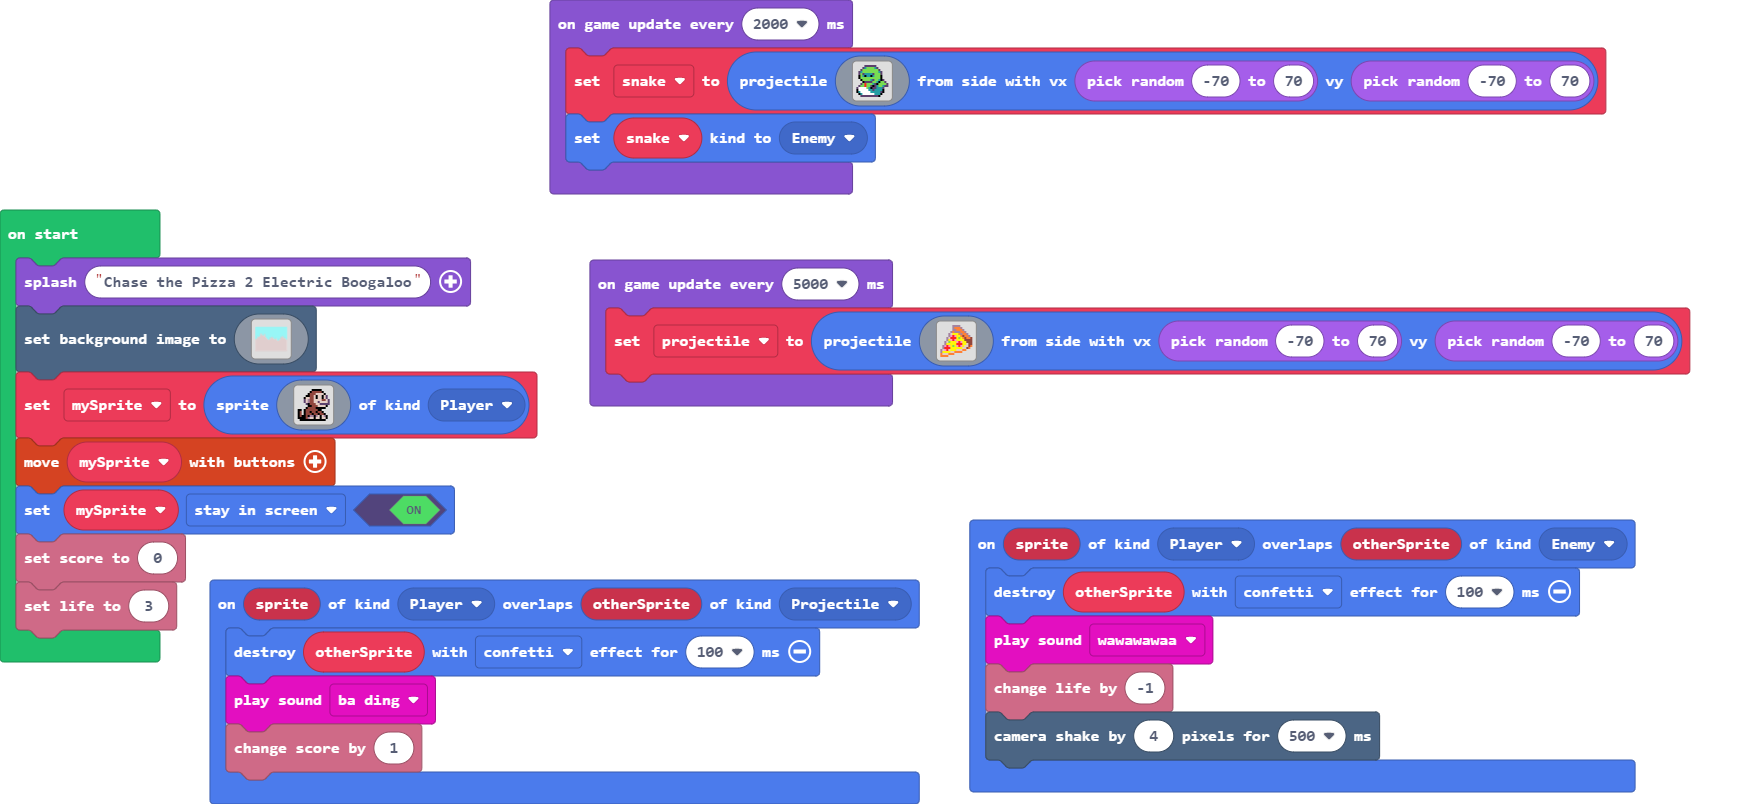 on game update every 2000 ms
set snake to projectile from side with vx pick random -70 to 70 vy pick random -70 to 70
set snake kind to Enemy
on start
splash "Chase the Pizza 2 Electric Boogaloo"
set background image to
set mySprite to sprite of kind Player
move mySprite with buttons
set mySprite stay in screen ON
set score to 0
set life to 3
on game update every 5000 ms
set projectile to projectile from side with vx pick random -70 to 70 vy pick random -70 to 70
on sprite of kind Player overlaps otherSprite of kind Projectile
destroy otherSprite with confetti effect for 100 ms
play sound ba ding
change score by 1
on sprite of kind Player overlaps otherSprite of kind Enemy
destroy otherSprite with confetti effect for 100 ms
play sound wawawawaa
change life by -1
camera shake by 4 pixels for 500 ms